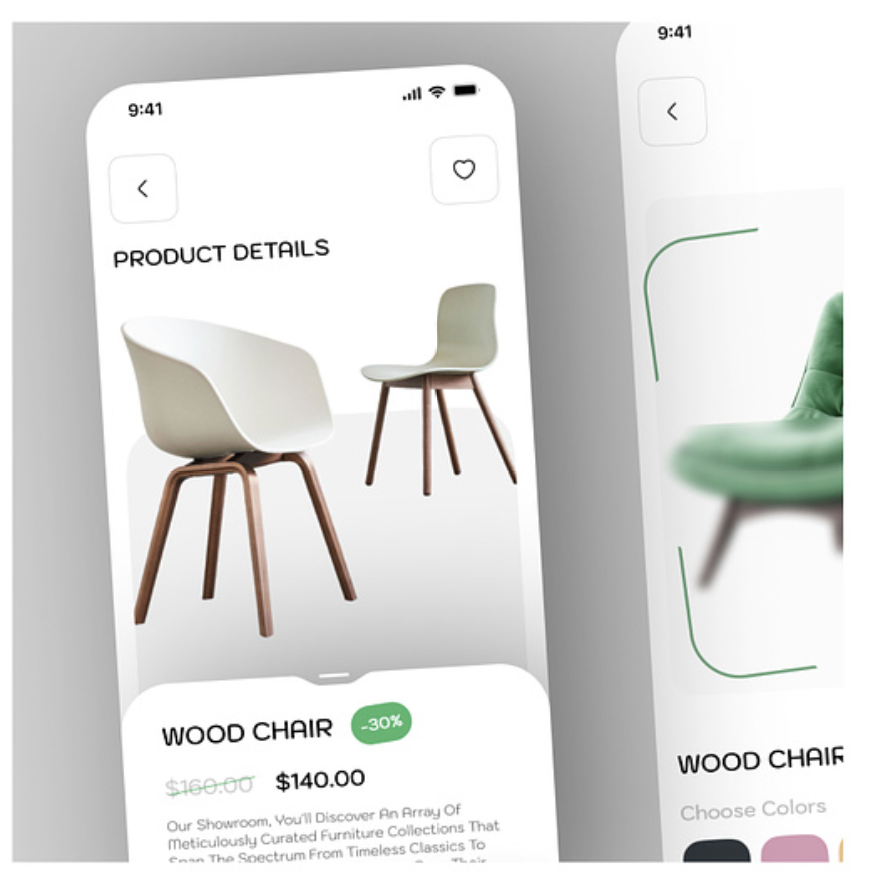 9:41
PRODUCT DETAILS
WOOD CHAIR -30%
$160.00 $140.00
Our Showroom, You'll Discover An Array Of
Meticulously Curated Furniture Collections That
Span The Spectrum From Timeless Classics To
Their
9:41
WOOD CHAIR
Choose Colors